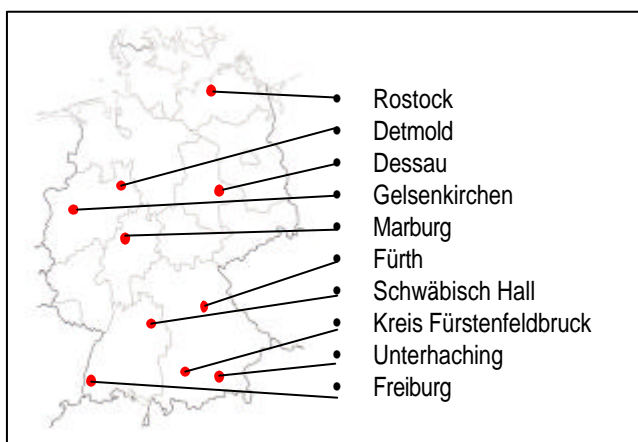 Rostock
Detmold
Dessau
Gelsenkirchen
Marburg
Fürth
Schwäbisch Hall
Kreis Fürstenfeldbruck
Unterhaching
Freiburg